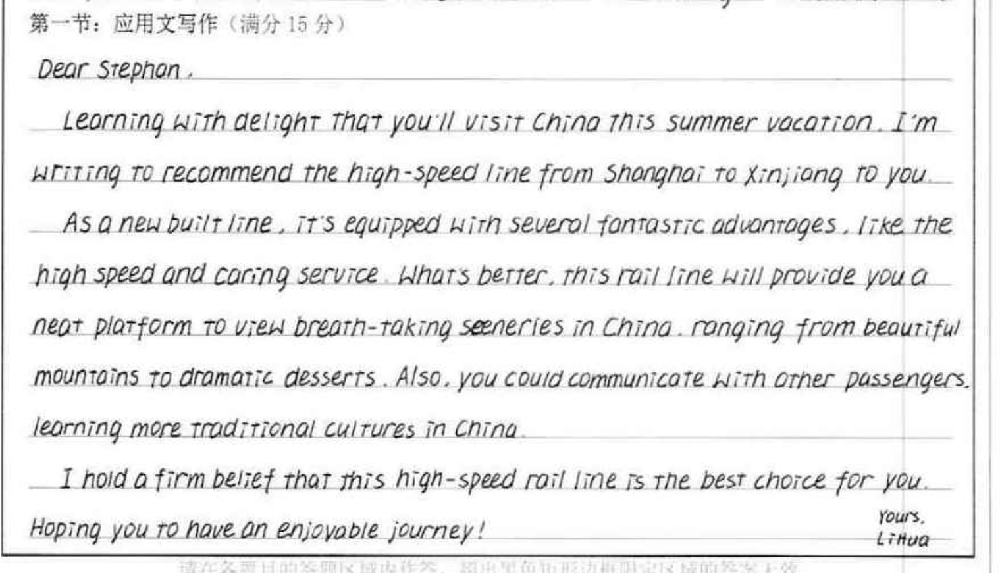 第一节：应用文写作（满分 15 分）
Dear Stephan,
Learning with delight that you'll visit China this summer vacation, I'm
writing to recommend the high-speed line from Shanghai to Xinjiang to you.
As a new built line, it's equipped with several fantastic advantages, like the
high speed and caring service. What's better, this rail line will provide you a
neat platform to view breath-taking sceneries in China, ranging from beautiful
mountains to dramatic desserts. Also, you could communicate with other passengers,
learning more traditional cultures in China.
I hold a firm belief that this high-speed rail line is the best choice for you.
Hoping you to have an enjoyable journey!
Yours,
LiHua
请在各题目的答题区域内作答，超出黑色矩形边框限定区域的答案无效